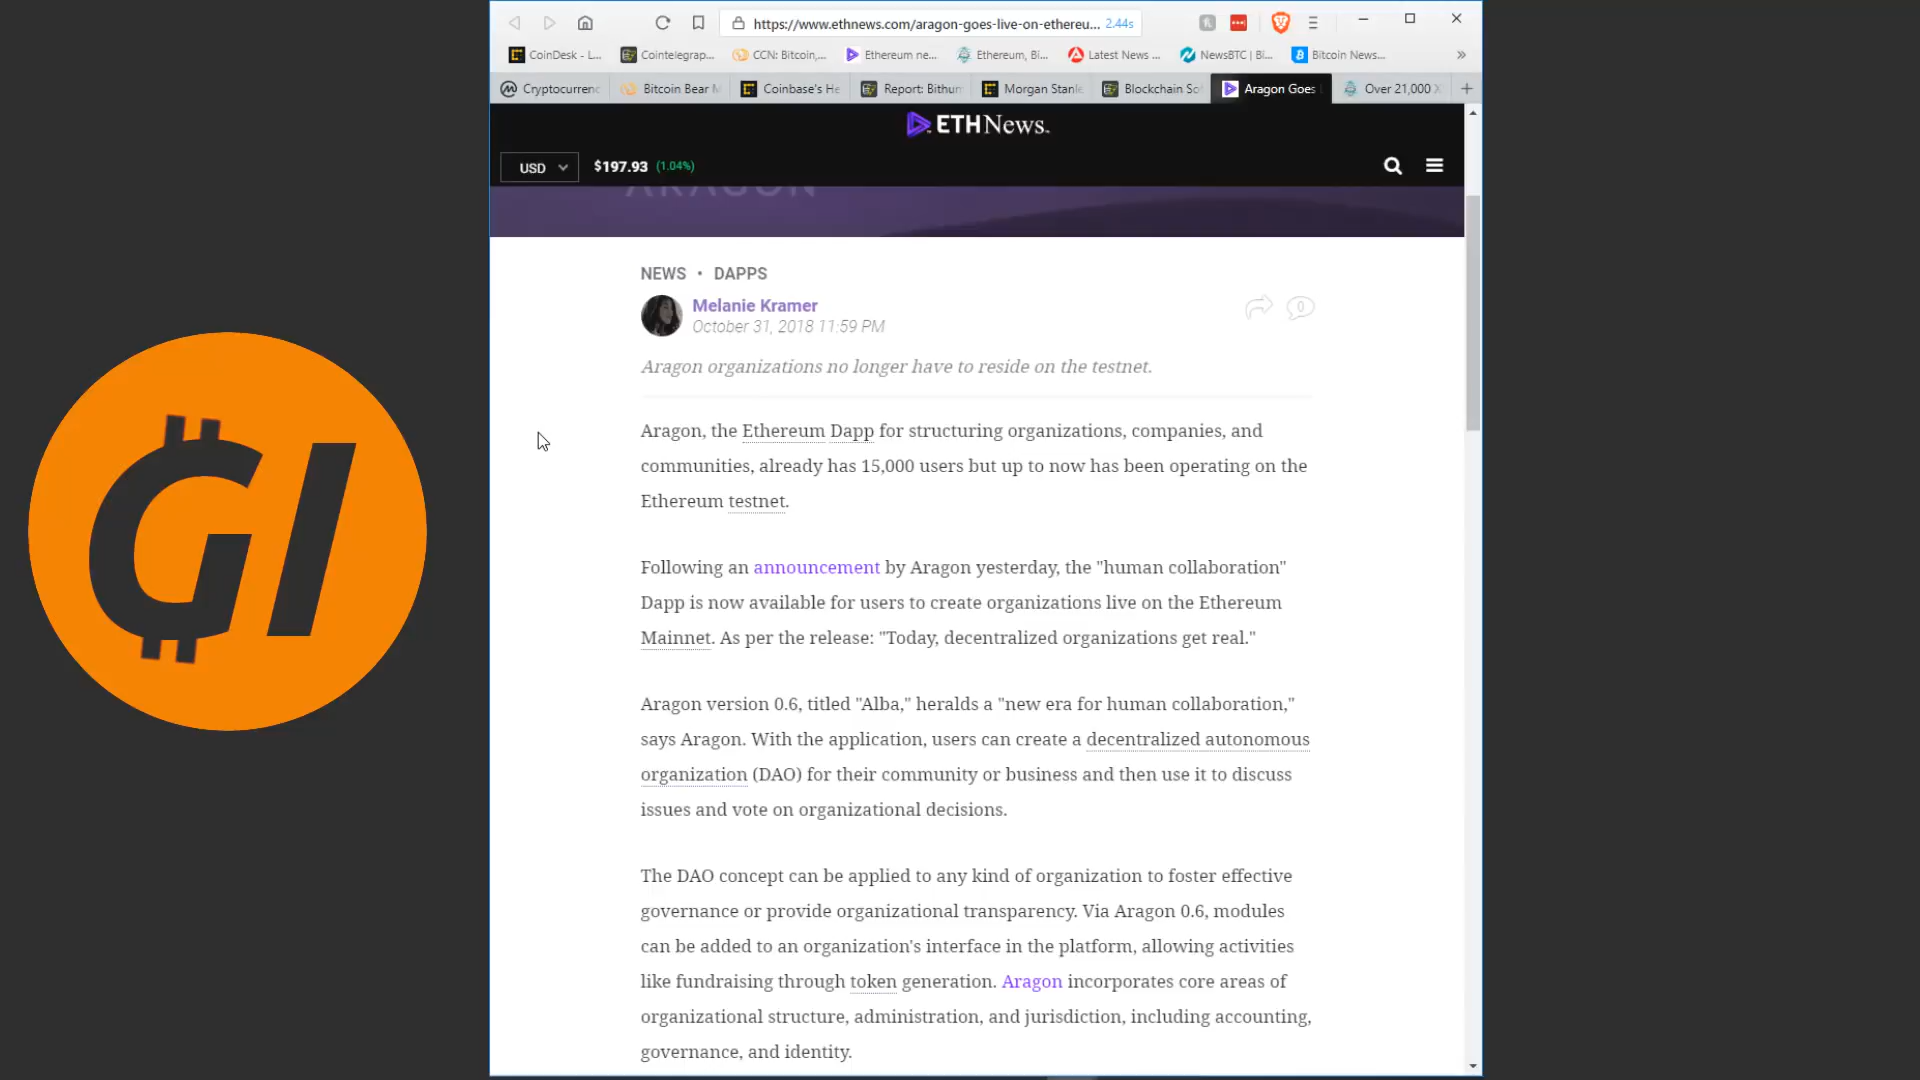 https://www.ethnews.com/aragon-goes-live-on-ethereu... 2.44s
CoinDesk - L... Cointelegrap... CCN: Bitcoin,... Ethereum ne... Ethereum, Bi... Latest News ... NewsBTC | Bi... Bitcoin News... »
Cryptocurrenc Bitcoin Bear M Coinbase's He Report: Bithum Morgan Stanle Blockchain So Aragon Goes Over 21,000 X +
ETHNews.
USD $197.93 (1.04%)
ARAGON
NEWS • DAPPS
Melanie Kramer
October 31, 2018 11:59 PM
0
Aragon organizations no longer have to reside on the testnet.
Aragon, the Ethereum Dapp for structuring organizations, companies, and
communities, already has 15,000 users but up to now has been operating on the
Ethereum testnet.
Following an announcement by Aragon yesterday, the "human collaboration"
Dapp is now available for users to create organizations live on the Ethereum
Mainnet. As per the release: "Today, decentralized organizations get real."
Aragon version 0.6, titled "Alba," heralds a "new era for human collaboration,"
says Aragon. With the application, users can create a decentralized autonomous
organization (DAO) for their community or business and then use it to discuss
issues and vote on organizational decisions.
The DAO concept can be applied to any kind of organization to foster effective
governance or provide organizational transparency. Via Aragon 0.6, modules
can be added to an organization's interface in the platform, allowing activities
like fundraising through token generation. Aragon incorporates core areas of
organizational structure, administration, and jurisdiction, including accounting,
governance, and identity.
GI